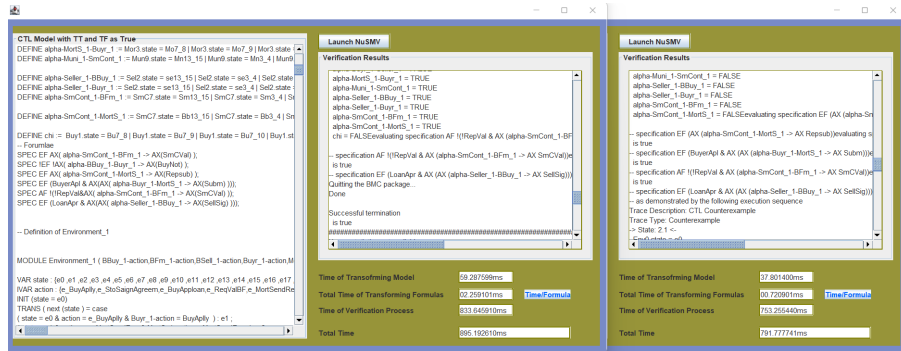 CTL Model with TT and TF as True
DEFINE alpha-MortS_1-Buyr_1 := Mor3.state = Mo7_8 | Mor3.state = Mo7_9 | Mor3.state
DEFINE alpha-Muni_1-SmCont_1 := Mun9.state = Mn13_15 | Mun9.state = Mn3_4 | Mun9.
DEFINE alpha-Seller_1-BBuy_1 := Sel2.state = se13_15 | Sel2.state = se3_4 | Sel2.state
DEFINE alpha-Seller_1-Buyr_1 := Sel2.state = se13_15 | Sel2.state = se3_4 | Sel2.state
DEFINE alpha-SmCont_1-BFm_1 := SmC7.state = Sm13_15 | SmC7.state = Sm3_4 | Sm
DEFINE alpha-SmCont_1-MortS_1 := SmC7.state = Bb13_15 | SmC7.state = Bb3_4 | Sm
DEFINE chi := Buy1.state = Bu7_8 | Buy1.state = Bu7_9 | Buy1.state = Bu7_10 | Buy1.st
-- Forumlae
SPEC EF AX( alpha-SmCont_1-BFm_1 -> AX(SmCVal) );
SPEC !EF !AX( alpha-BBuy_1-Buyr_1 -> AX(BuyNot) );
SPEC EF AX( alpha-SmCont_1-MortS_1 -> AX(Repsub) );
SPEC EF (BuyerApl & AX(AX( alpha-Buyr_1-MortS_1 -> AX(Subm) )));
SPEC AF !(!RepVal&AX( alpha-SmCont_1-BFm_1 -> AX(SmCVal) ));
SPEC EF (LoanApr & AX(AX( alpha-Seller_1-BBuy_1 -> AX(SellSig) )));
-- Definition of Environment_1
MODULE Environment_1 ( BBuy_1-action,BFm_1-action,BSell_1-action,Buyr_1-action,M
VAR state : {e0 ,e1 ,e2 ,e3 ,e4 ,e5 ,e6 ,e7 ,e8 ,e9 ,e10 ,e11 ,e12 ,e13 ,e14 ,e15 ,e16 ,e17
IVAR action : {e_BuyAplly,e_StoSaignAgreem,e_BuyApploan,e_ReqValBF,e_MortSendRe
INIT (state = e0)
TRANS ( next (state ) = case
( state = e0 & action = e_BuyAplly & Buyr_1-action = BuyAplly ) : e1 ;
Launch NuSMV
Verification Results
alpha-MortS_1-Buyr_1 = TRUE
alpha-Muni_1-SmCont_1 = TRUE
alpha-Seller_1-BBuy_1 = TRUE
alpha-Seller_1-Buyr_1 = TRUE
alpha-SmCont_1-BFm_1 = TRUE
alpha-SmCont_1-MortS_1 = TRUE
chi = FALSEevaluating specification AF !(!RepVal & AX (alpha-SmCont_1-BF
-- specification AF !(!RepVal & AX (alpha-SmCont_1-BFm_1 -> AX SmCVal))e
is true
-- specification EF (LoanApr & AX (AX (alpha-Seller_1-BBuy_1 -> AX SellSig)))
Quitting the BMC package...
Done
Successful termination
is true
Time of Transofrming Model
59.287599ms
Total Time of Transforming Formulas
02.259101ms
Time/Formula
Time of Verification Process
833.645910ms
Total Time
895.192610ms
Launch NuSMV
Verification Results
alpha-Muni_1-SmCont_1 = FALSE
alpha-Seller_1-BBuy_1 = FALSE
alpha-Seller_1-Buyr_1 = FALSE
alpha-SmCont_1-BFm_1 = FALSE
alpha-SmCont_1-MortS_1 = FALSEevaluating specification EF (AX (alpha-Sn
-- specification EF (AX (alpha-SmCont_1-MortS_1 -> AX Repsub))evaluating s
is true
-- specification EF (BuyerApl & AX (AX (alpha-Buyr_1-MortS_1 -> AX Subm)))e
is true
-- specification AF !(!RepVal & AX (alpha-SmCont_1-BFm_1 -> AX SmCVal))e
is true
-- specification EF (LoanApr & AX (AX (alpha-Seller_1-BBuy_1 -> AX SellSig)))
-- as demonstrated by the following execution sequence
Trace Description: CTL Counterexample
Trace Type: Counterexample
-> State: 2.1 <-
Time of Transofrming Model
37.801400ms
Total Time of Transforming Formulas
00.720901ms
Time/Formula
Time of Verification Process
753.255440ms
Total Time
791.777741ms